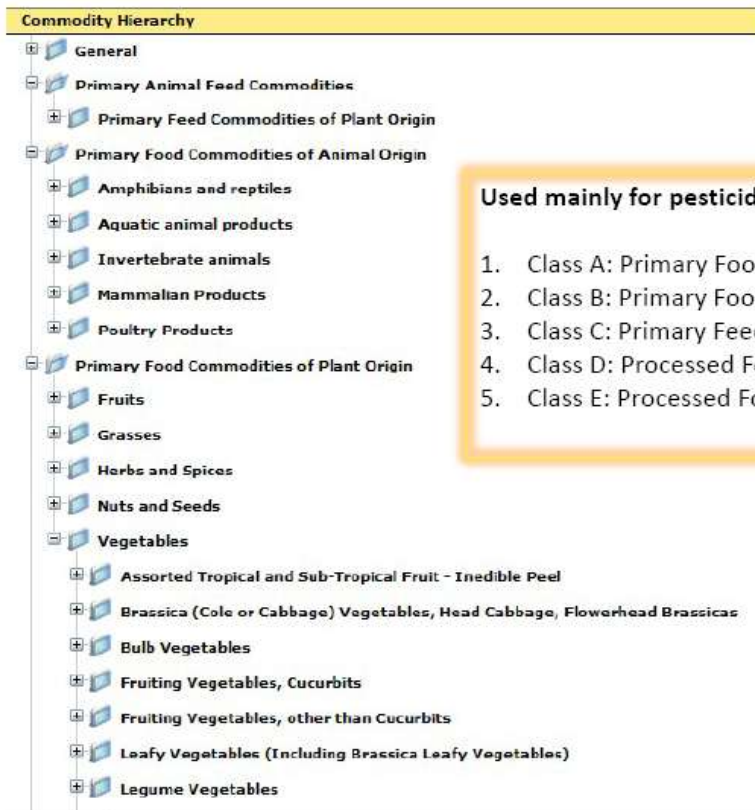 Commodity Hierarchy
General
Primary Animal Feed Commodities
Primary Feed Commodities of Plant Origin
Primary Food Commodities of Animal Origin
Amphibians and reptiles
Aquatic animal products
Invertebrate animals
Mammalian Products
Poultry Products
Primary Food Commodities of Plant Origin
Fruits
Grasses
Herbs and Spices
Nuts and Seeds
Vegetables
Assorted Tropical and Sub-Tropical Fruit - Inedible Peel
Brassica (Cole or Cabbage) Vegetables, Head Cabbage, Flowerhead Brassicas
Bulb Vegetables
Fruiting Vegetables, Cucurbits
Fruiting Vegetables, other than Cucurbits
Leafy Vegetables (Including Brassica Leafy Vegetables)
Legume Vegetables
Used mainly for pesticid
1. Class A: Primary Foo
2. Class B: Primary Foo
3. Class C: Primary Fee
4. Class D: Processed F
5. Class E: Processed Fo